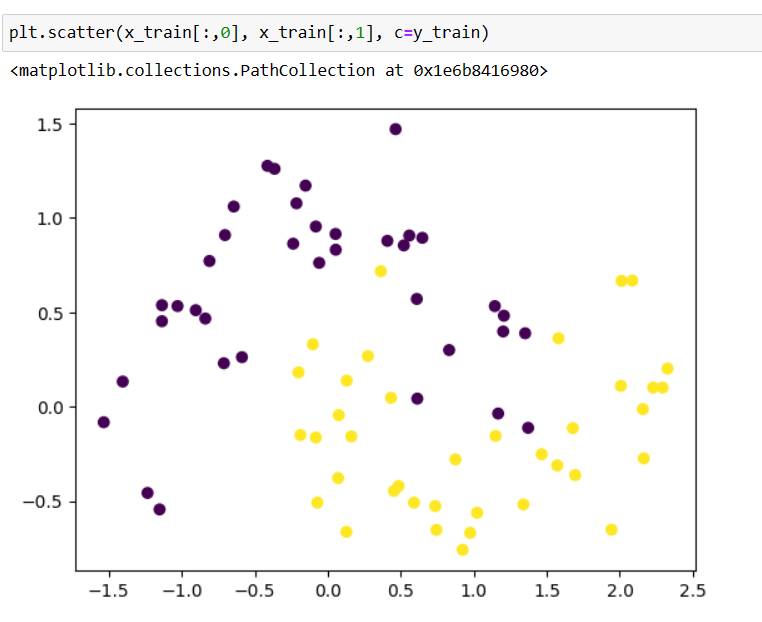 plt.scatter(x_train[:,0], x_train[:,1], c=y_train)
<matplotlib.collections.PathCollection at 0x1e6b8416980>
1.5
1.0
0.5
0.0
−0.5
−1.5 −1.0 −0.5 0.0 0.5 1.0 1.5 2.0 2.5